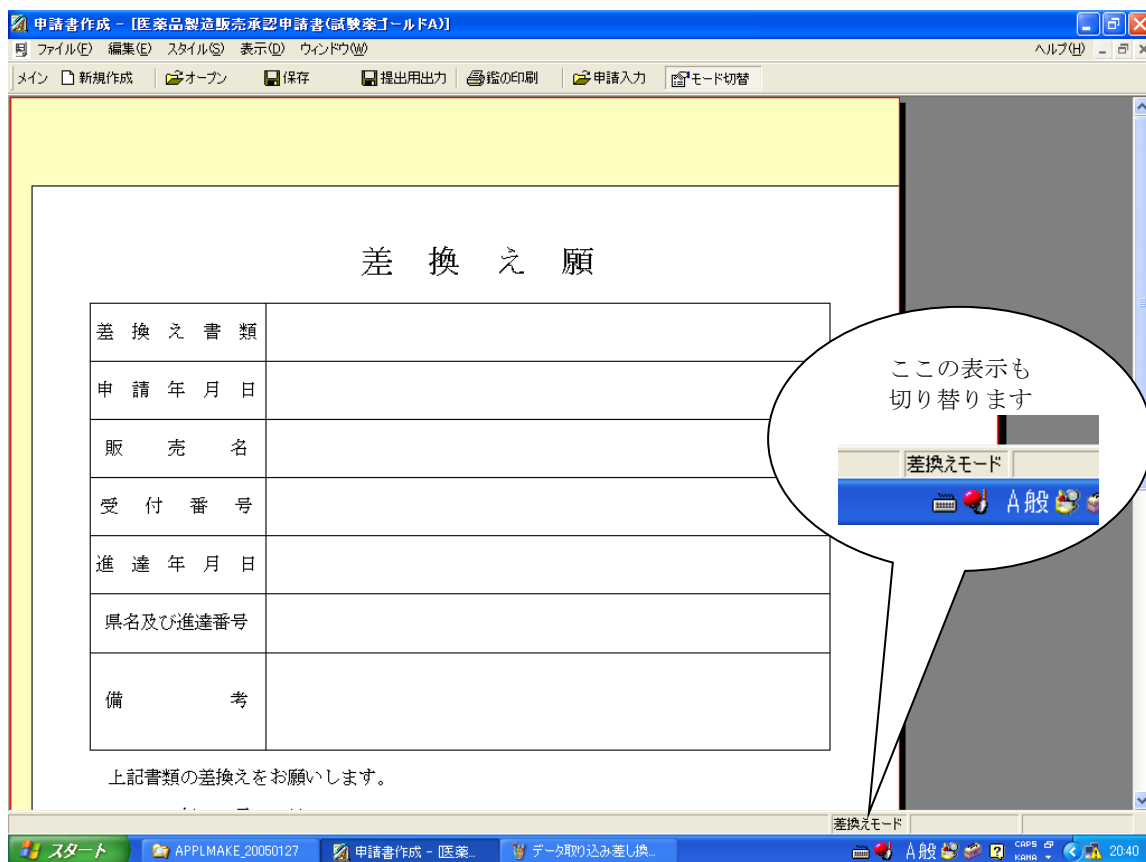 申請書作成 - [医薬品製造販売承認申請書(試験薬ゴールドA)]
ファイル(F) 編集(E) スタイル(S) 表示(D) ウィンドウ(W) ヘルプ(H)
メイン 新規作成 オープン 保存 提出用出力 鑑の印刷 申請入力 モード切替
差 換 え 願
差 換 え 書 類
申 請 年 月 日
販 売 名
受 付 番 号
進 達 年 月 日
県名及び進達番号
備 考
上記書類の差換えをお願いします。
ここの表示も
切り替ります
差換えモード
A 般
差換えモード
スタート APPLMAKE_20050127 申請書作成 - [医薬... データ取り込み差し換... A 般 CAPS KANA 20:40